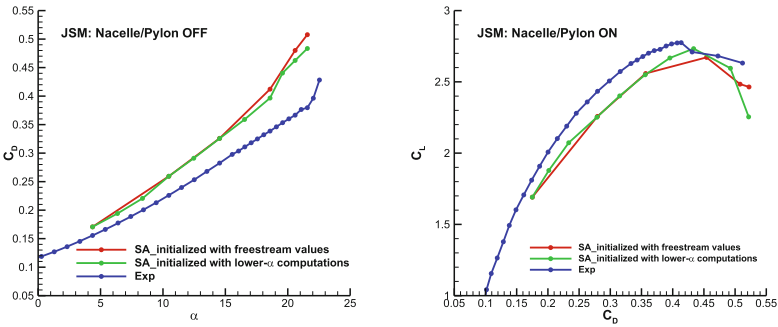 JSM: Nacelle/Pylon OFF
0.55
0.5
0.45
0.4
0.35
0.3
0.25
0.2
0.15
0.1
0.05
C_D
SA_initialized with freestream values
SA_initialized with lower-α computations
Exp
0 5 10 15 20 25
α
JSM: Nacelle/Pylon ON
3
2.5
2
1.5
1
C_L
SA_initialized with freestream values
SA_initialized with lower-α computations
Exp
0.05 0.1 0.15 0.2 0.25 0.3 0.35 0.4 0.45 0.5 0.55
C_D